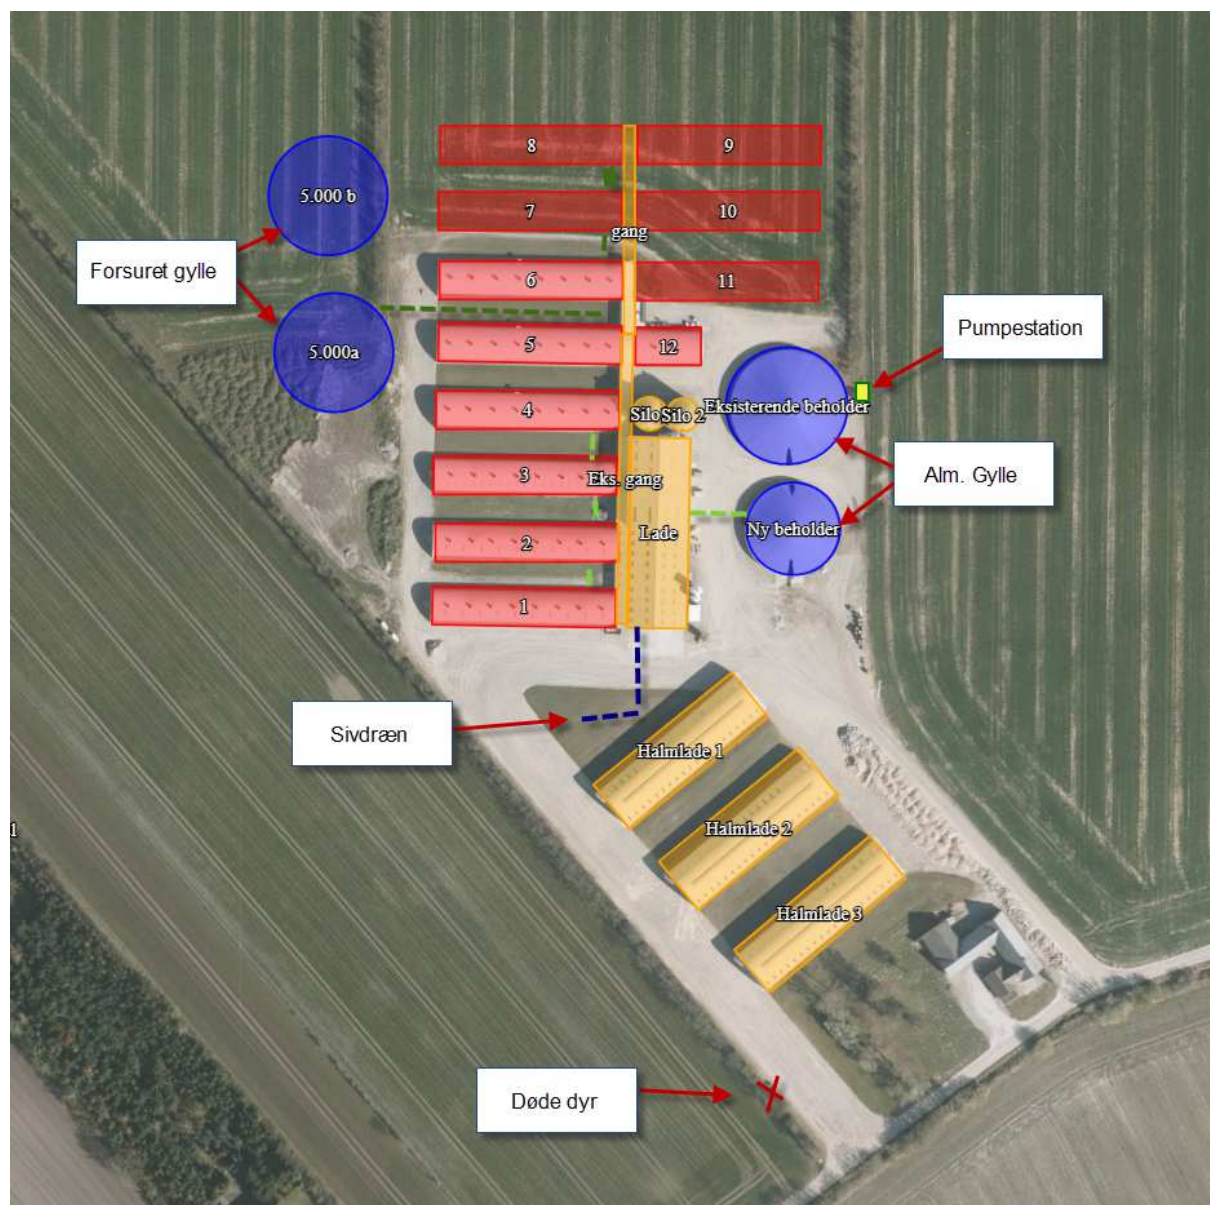 8
9
5.000 b
7
10
gang
Forsuret gylle
6
11
Pumpestation
5.000a
5
12
4
Silo
Silo 2
Eksisterende beholder
3
Eks. gang
Alm. Gylle
2
Lade
Ny beholder
1
Sivdræn
Halmlade 1
1
Halmlade 2
Halmlade 3
Døde dyr